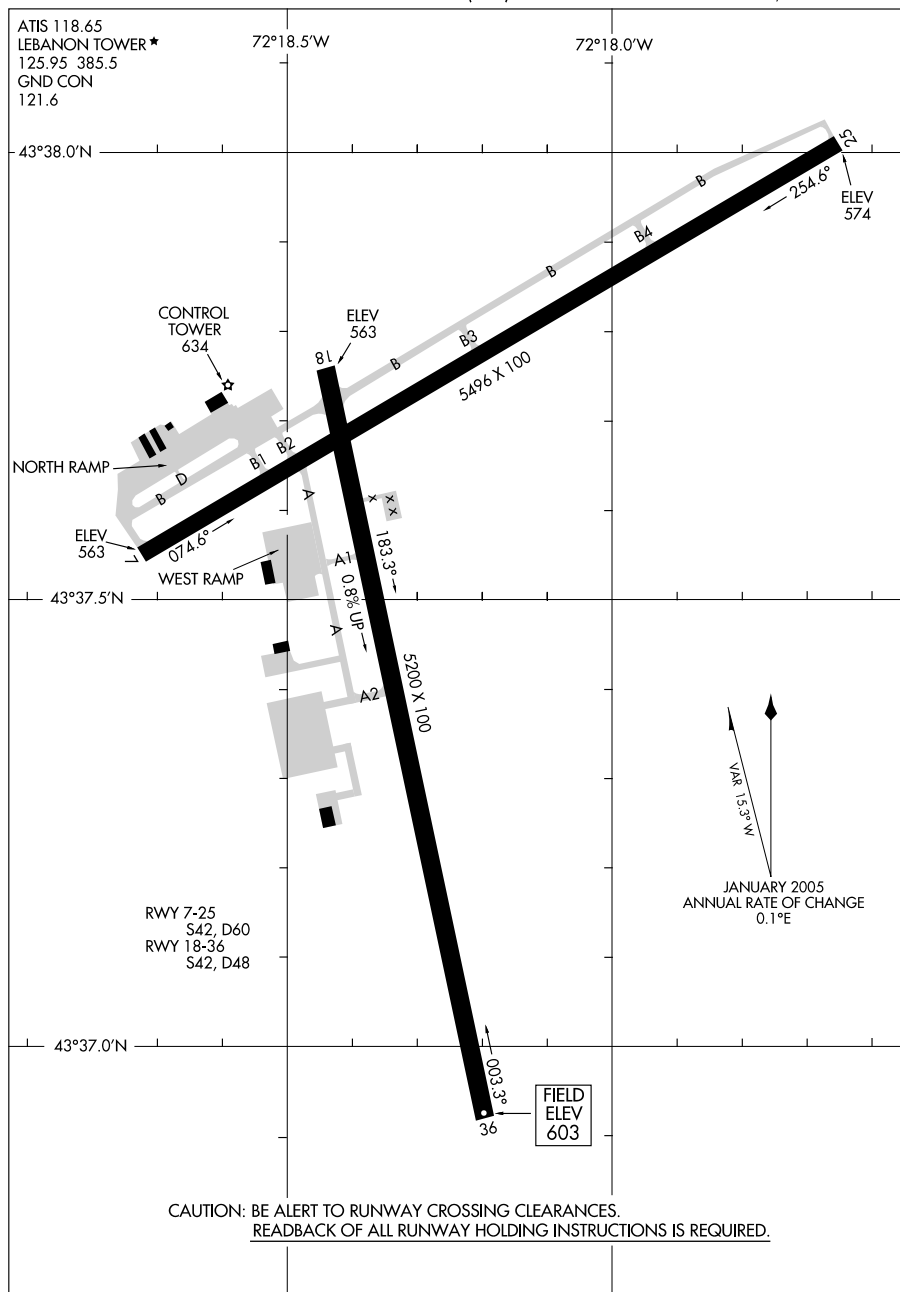 ATIS 118.65
LEBANON TOWER★
125.95 385.5
GND CON
121.6
72°18.5'W
72°18.0'W
43°38.0'N
25
254.6°
ELEV
574
B
B4
B
CONTROL
TOWER
634
ELEV
563
18
B
B3
5496 X 100
NORTH RAMP
B
D
B1
B2
A
X
X
X
ELEV
563
7
074.6°
WEST RAMP
A1
183.3°
0.8% UP
43°37.5'N
A
A2
5200 X 100
VAR 15.3° W
JANUARY 2005
ANNUAL RATE OF CHANGE
0.1°E
RWY 7-25
S42, D60
RWY 18-36
S42, D48
43°37.0'N
003.3°
36
FIELD
ELEV
603
CAUTION: BE ALERT TO RUNWAY CROSSING CLEARANCES.
READBACK OF ALL RUNWAY HOLDING INSTRUCTIONS IS REQUIRED.